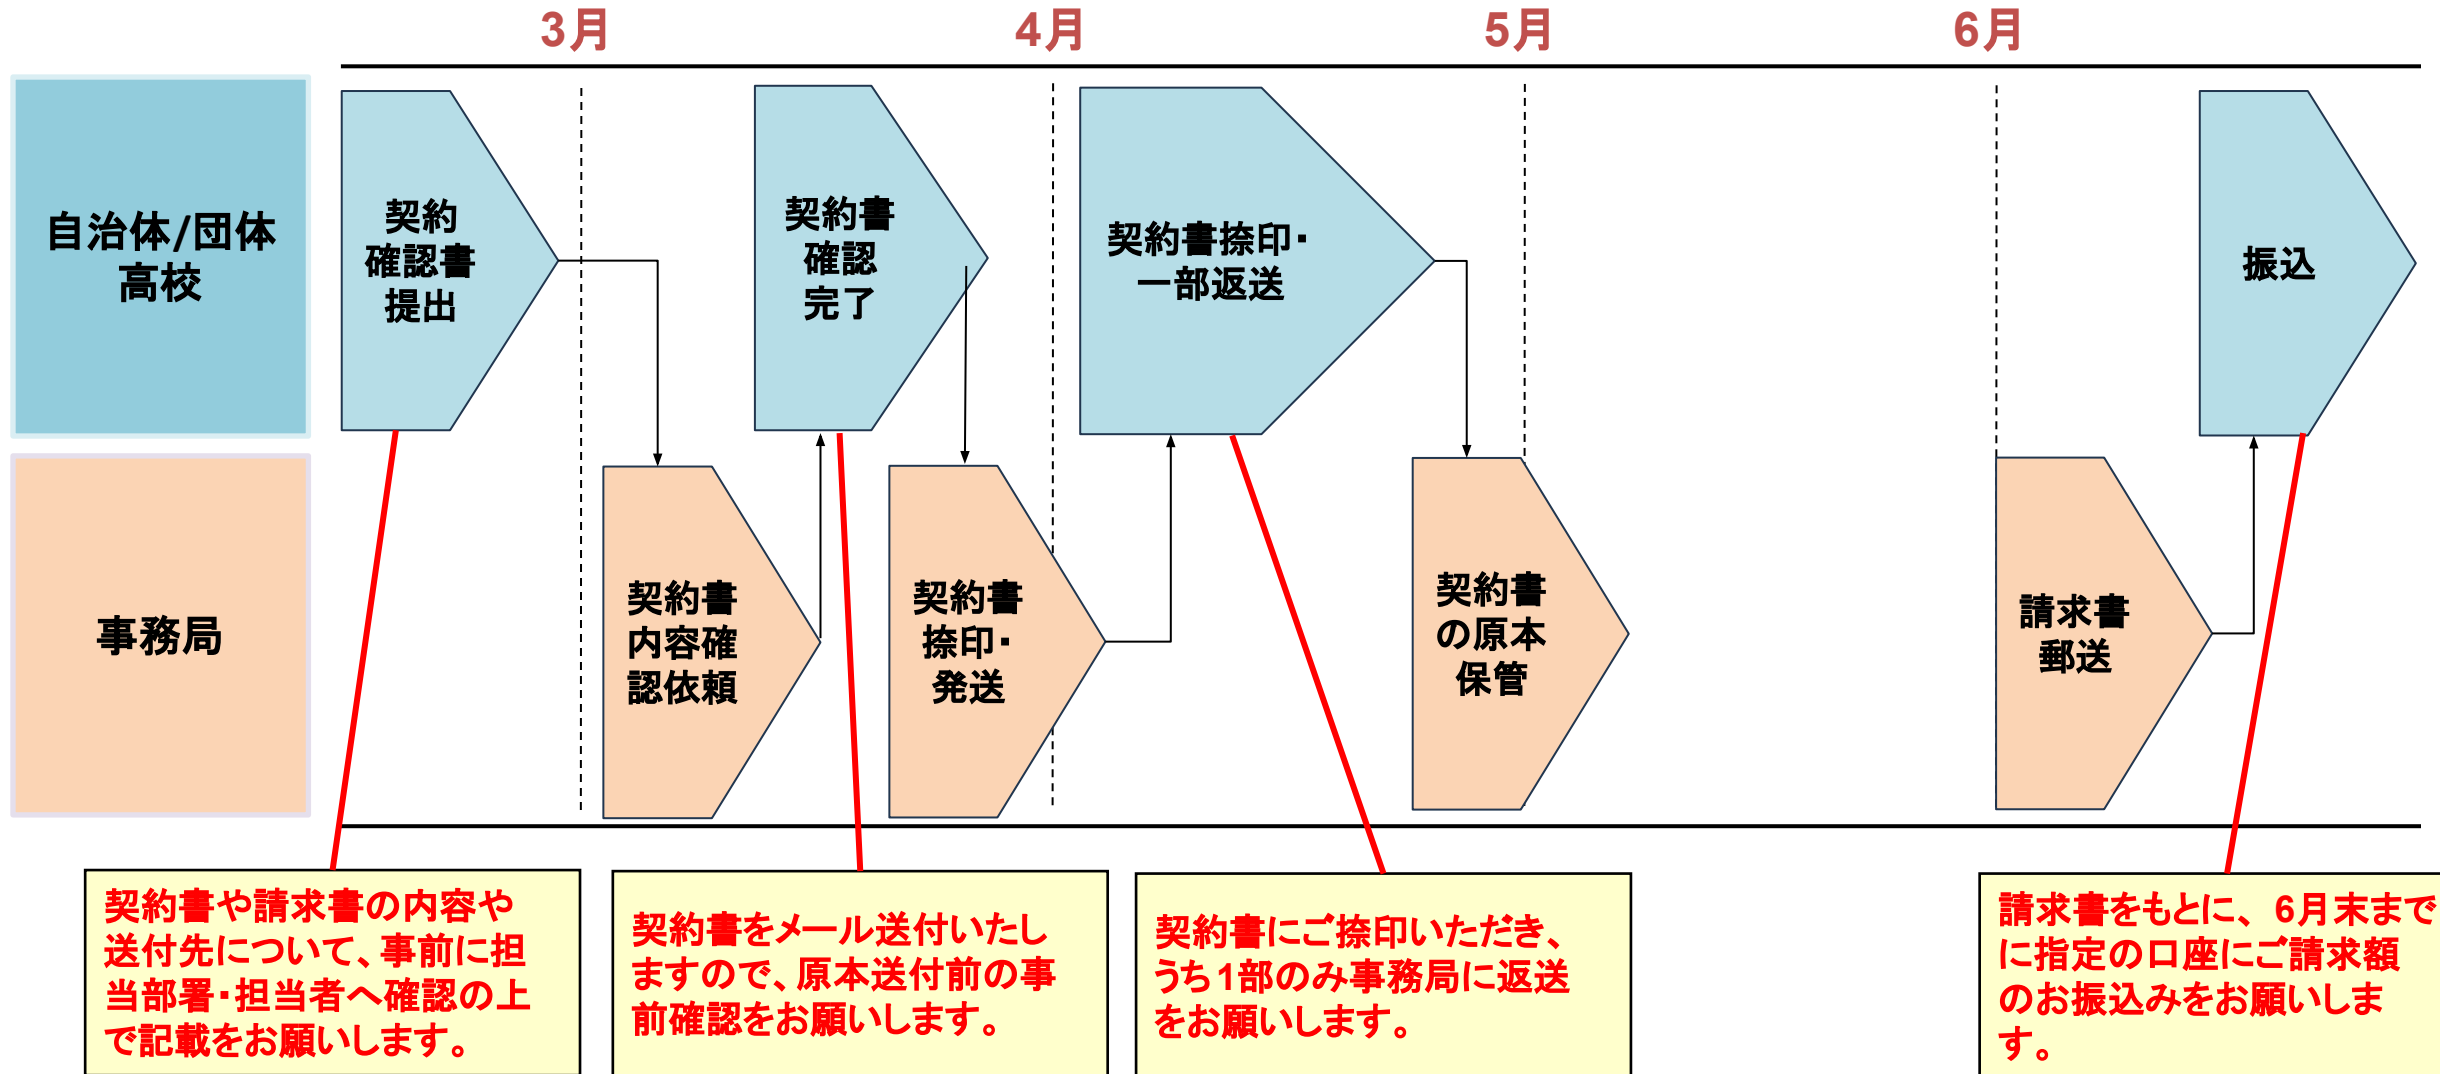 3月
4月
5月
6月
自治体/団体
高校
契約
確認書
提出
契約書
確認
完了
契約書捺印・
一部返送
振込
事務局
契約書
内容確
認依頼
契約書
捺印・
発送
契約書
の原本
保管
請求書
郵送
契約書や請求書の内容や
送付先について、事前に担
当部署・担当者へ確認の上
で記載をお願いします。
契約書をメール送付いたし
ますので、原本送付前の事
前確認をお願いします。
契約書にご捺印いただき、
うち1部のみ事務局に返送
をお願いします。
請求書をもとに、6月末まで
に指定の口座にご請求額
のお振込みをお願いしま
す。